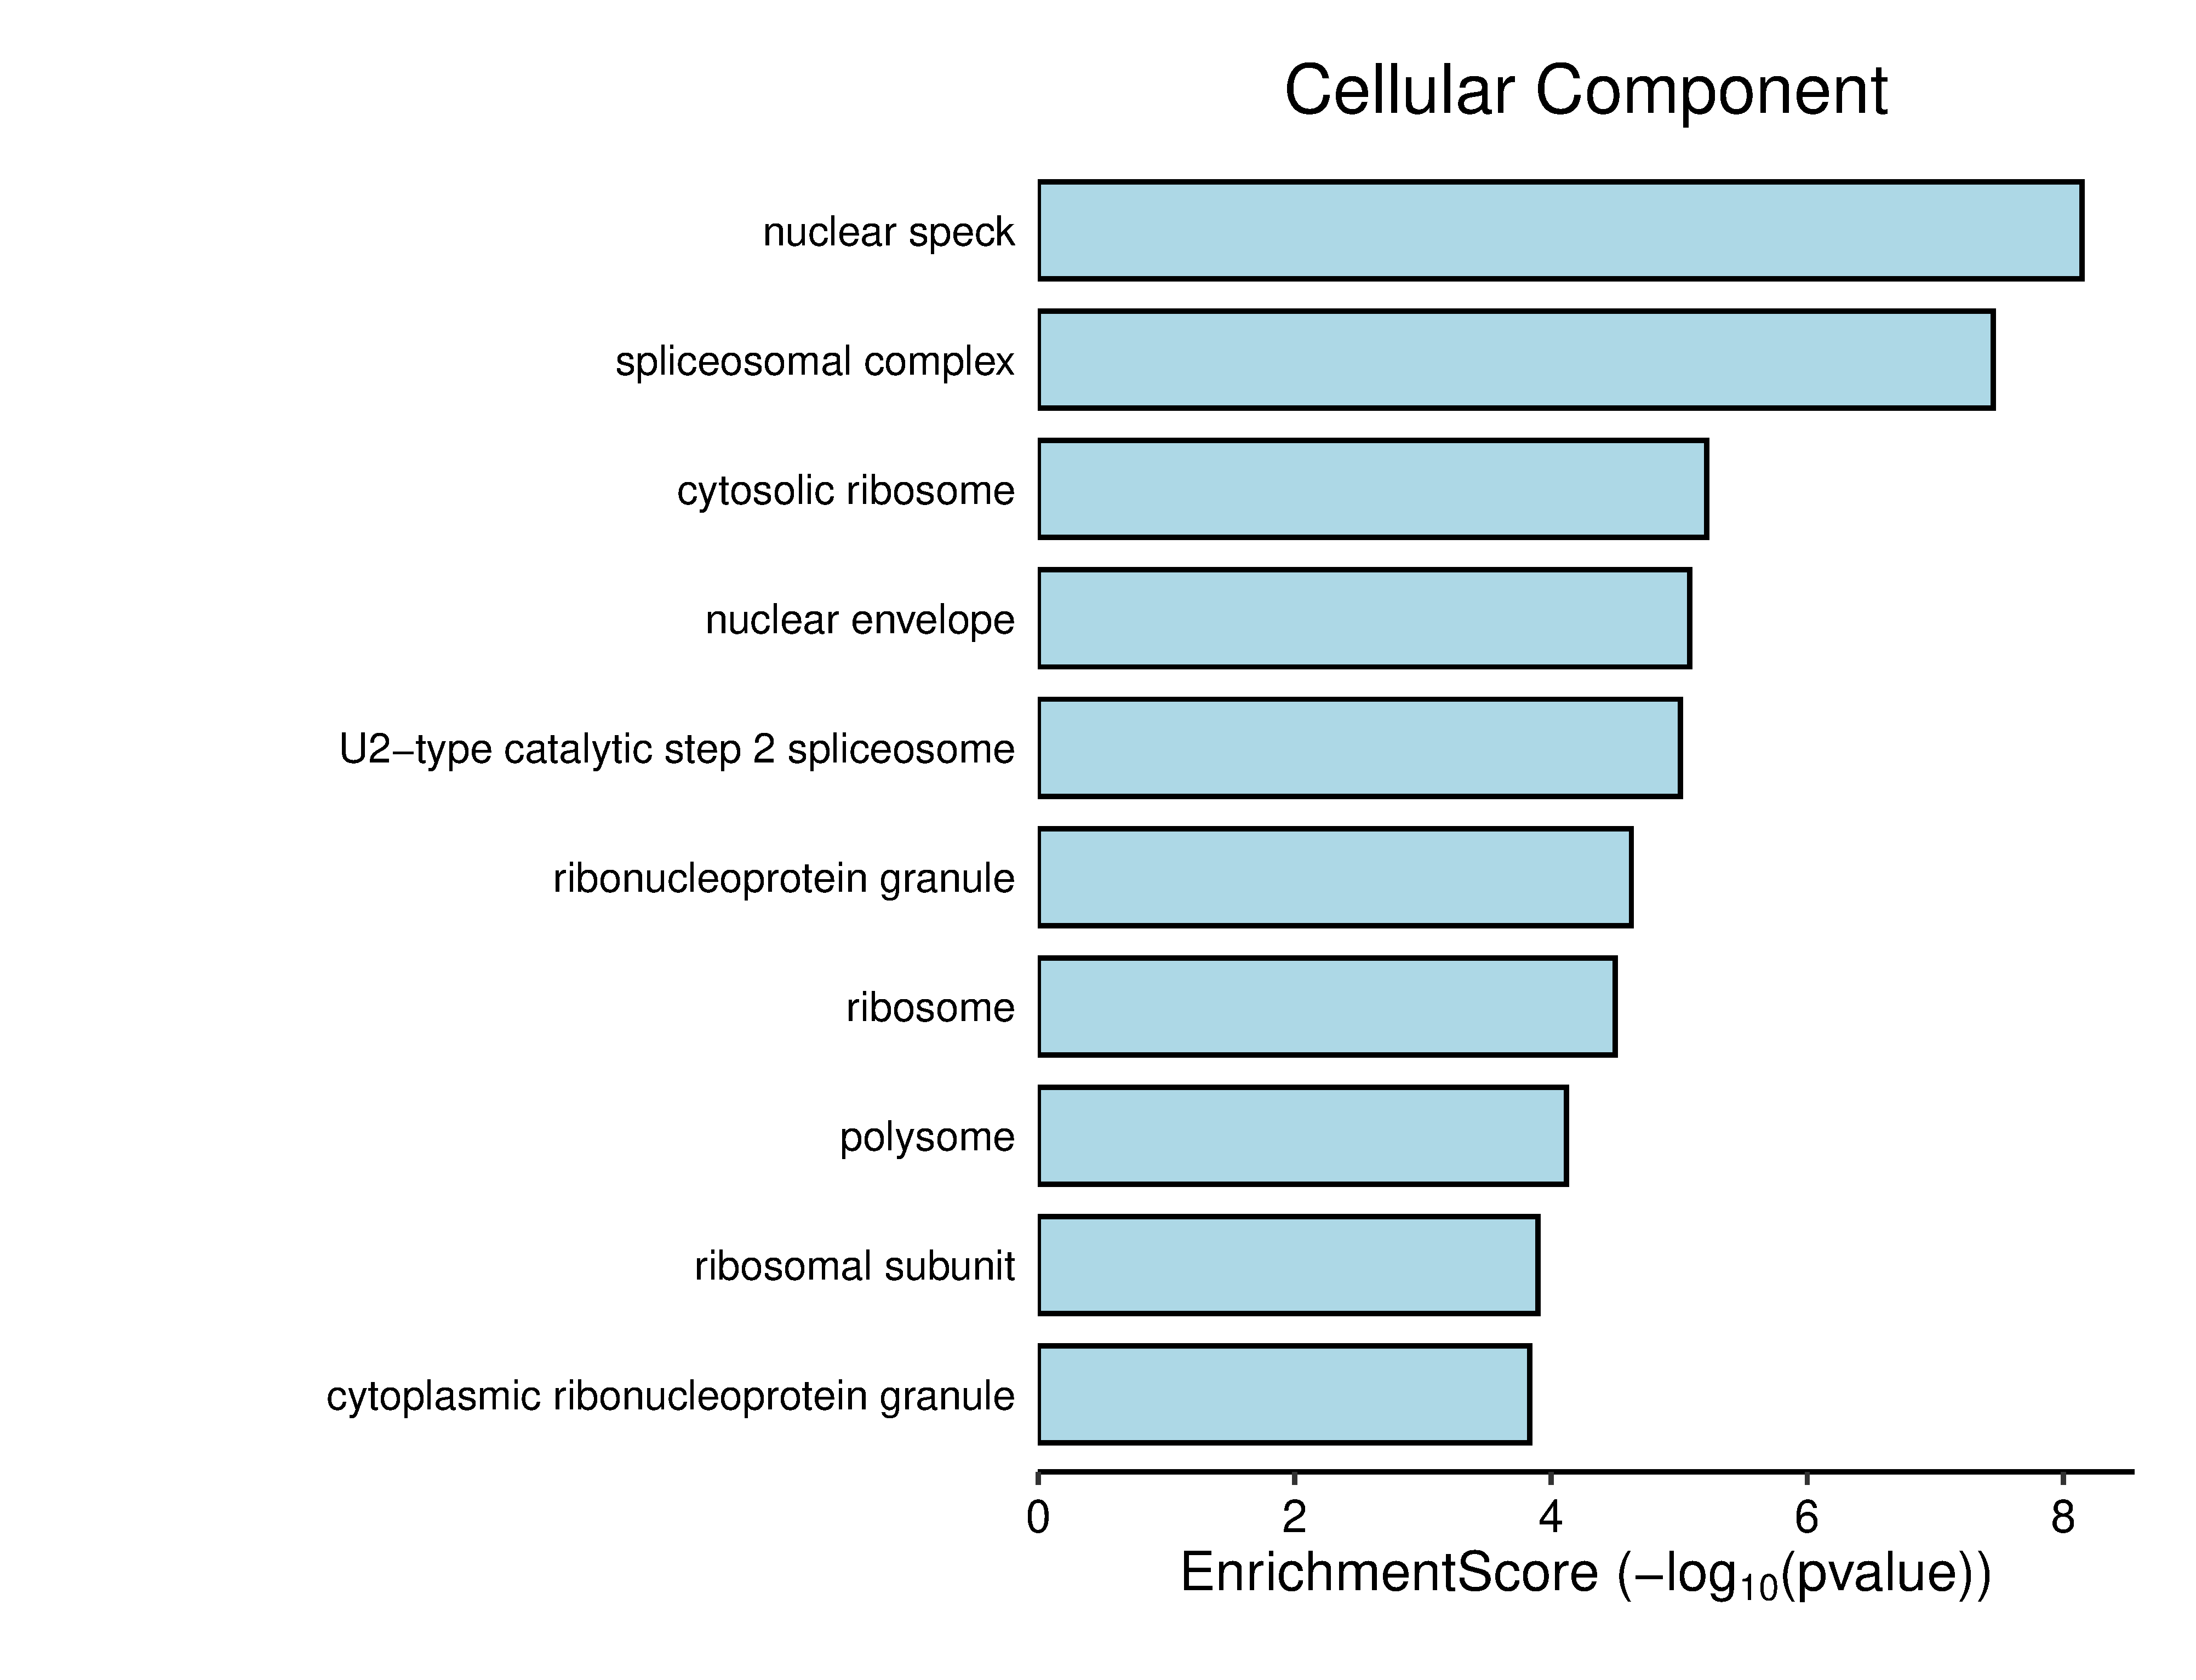 Cellular Component
nuclear speck
spliceosomal complex
cytosolic ribosome
nuclear envelope
U2−type catalytic step 2 spliceosome
ribonucleoprotein granule
ribosome
polysome
ribosomal subunit
cytoplasmic ribonucleoprotein granule
0 2 4 6 8
EnrichmentScore (−log₁₀(pvalue))